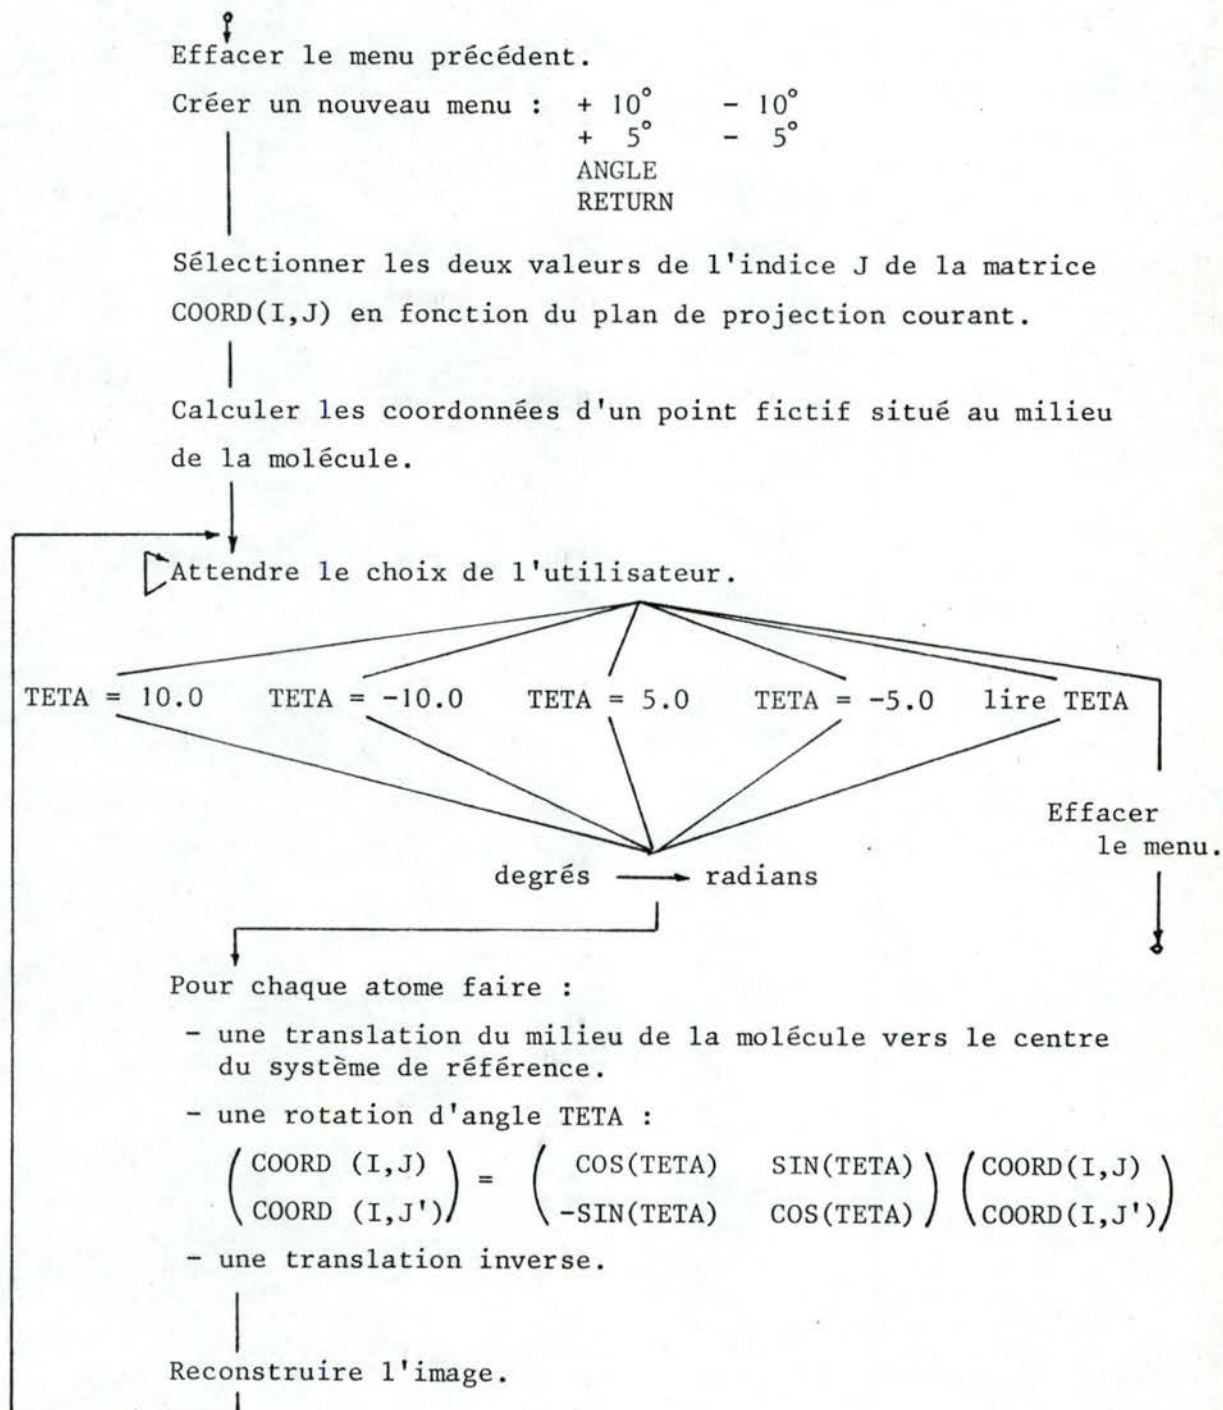 Effacer le menu précédent.
Créer un nouveau menu : + 10° - 10°
+ 5° - 5°
ANGLE
RETURN
Sélectionner les deux valeurs de l'indice J de la matrice
COORD(I,J) en fonction du plan de projection courant.
Calculer les coordonnées d'un point fictif situé au milieu
de la molécule.
Attendre le choix de l'utilisateur.
TETA = 10.0 TETA = -10.0 TETA = 5.0 TETA = -5.0 lire TETA
Effacer
le menu.
degrés → radians
Pour chaque atome faire :
- une translation du milieu de la molécule vers le centre
du système de référence.
- une rotation d'angle TETA :
( COORD (I,J) ) = ( COS(TETA) SIN(TETA) ) ( COORD(I,J) )
( COORD (I,J') ) ( -SIN(TETA) COS(TETA) ) ( COORD(I,J') )
- une translation inverse.
Reconstruire l'image.